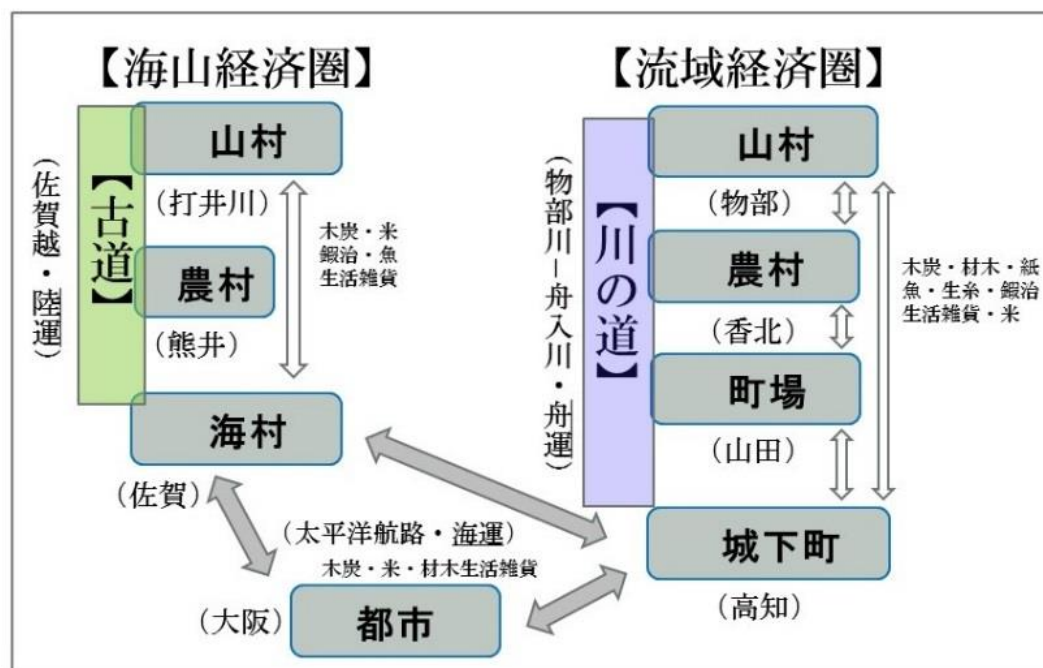 【海山経済圏】
山村
(打井川)
農村
(熊井)
海村
(佐賀)
【古道】
(佐賀越・陸運)
木炭・米
鍛治・魚
生活雑貨
【流域経済圏】
山村
(物部)
農村
(香北)
町場
(山田)
城下町
(高知)
【川の道】
(物部川－舟入川・舟運)
木炭・材木・紙
魚・生糸・鍛治
生活雑貨・米
(太平洋航路・海運)
木炭・米・材木生活雑貨
(大阪)
都市